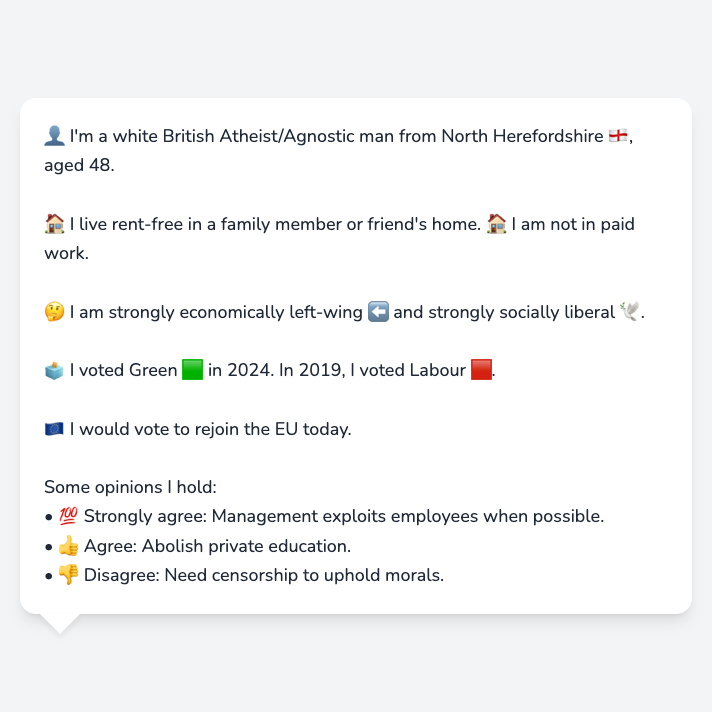 👤 I'm a white British Atheist/Agnostic man from North Herefordshire 🏴󠁧󠁢󠁥󠁮󠁧󠁿,
aged 48.
🏠 I live rent-free in a family member or friend's home. 🏠 I am not in paid
work.
🤔 I am strongly economically left-wing ⬅️ and strongly socially liberal 🕊️.
🗳️ I voted Green 🟩 in 2024. In 2019, I voted Labour 🟥.
🇪🇺 I would vote to rejoin the EU today.
Some opinions I hold:
• 💯 Strongly agree: Management exploits employees when possible.
• 👍 Agree: Abolish private education.
• 👎 Disagree: Need censorship to uphold morals.